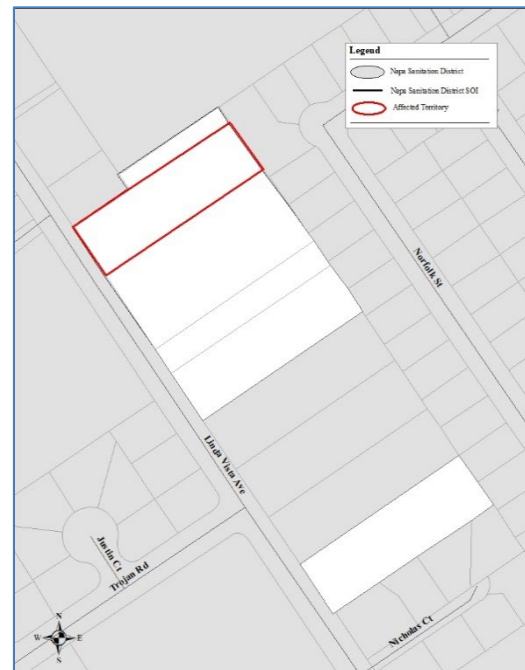 Legend
Napa Sanitation District
Napa Sanitation District SOI
Affected Territory
Norfolk St
Linda Vista Ave
Justin Ct
Trojan Rd
Nicholas Ct
N
W
E
S